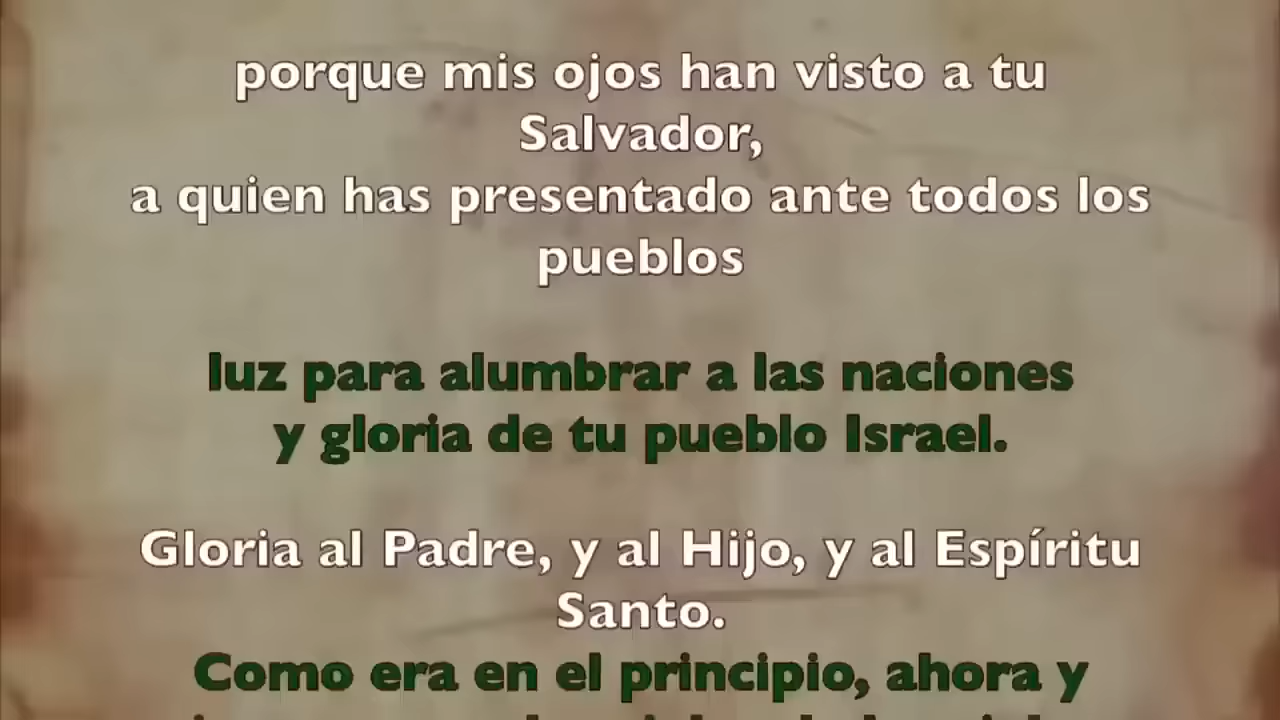 porque mis ojos han visto a tu
Salvador,
a quien has presentado ante todos los
pueblos
luz para alumbrar a las naciones
y gloria de tu pueblo Israel.
Gloria al Padre, y al Hijo, y al Espíritu
Santo.
Como era en el principio, ahora y